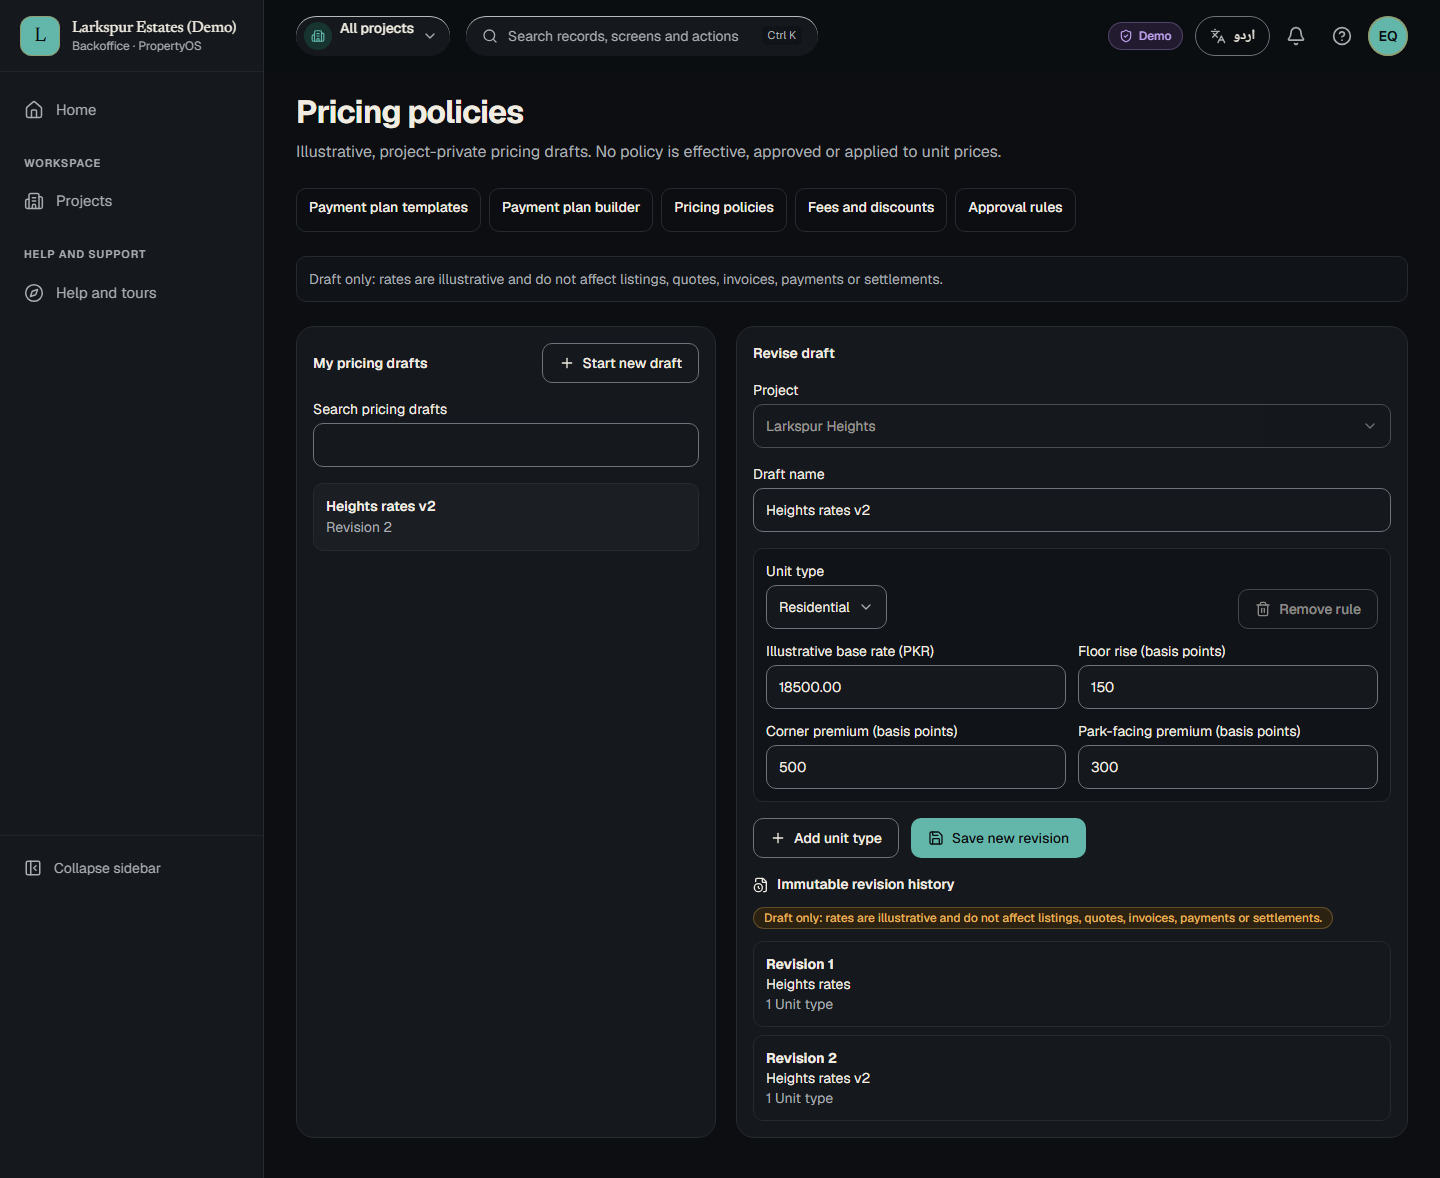 L
Larkspur Estates (Demo)
Backoffice · PropertyOS
Home
WORKSPACE
Projects
HELP AND SUPPORT
Help and tours
Collapse sidebar
All projects
Search records, screens and actions
Ctrl K
Demo
اردو
EQ
Pricing policies
Illustrative, project-private pricing drafts. No policy is effective, approved or applied to unit prices.
Payment plan templates
Payment plan builder
Pricing policies
Fees and discounts
Approval rules
Draft only: rates are illustrative and do not affect listings, quotes, invoices, payments or settlements.
My pricing drafts
Start new draft
Search pricing drafts
Heights rates v2
Revision 2
Revise draft
Project
Larkspur Heights
Draft name
Heights rates v2
Unit type
Residential
Remove rule
Illustrative base rate (PKR)
Floor rise (basis points)
18500.00
150
Corner premium (basis points)
Park-facing premium (basis points)
500
300
Add unit type
Save new revision
Immutable revision history
Draft only: rates are illustrative and do not affect listings, quotes, invoices, payments or settlements.
Revision 1
Heights rates
1 Unit type
Revision 2
Heights rates v2
1 Unit type